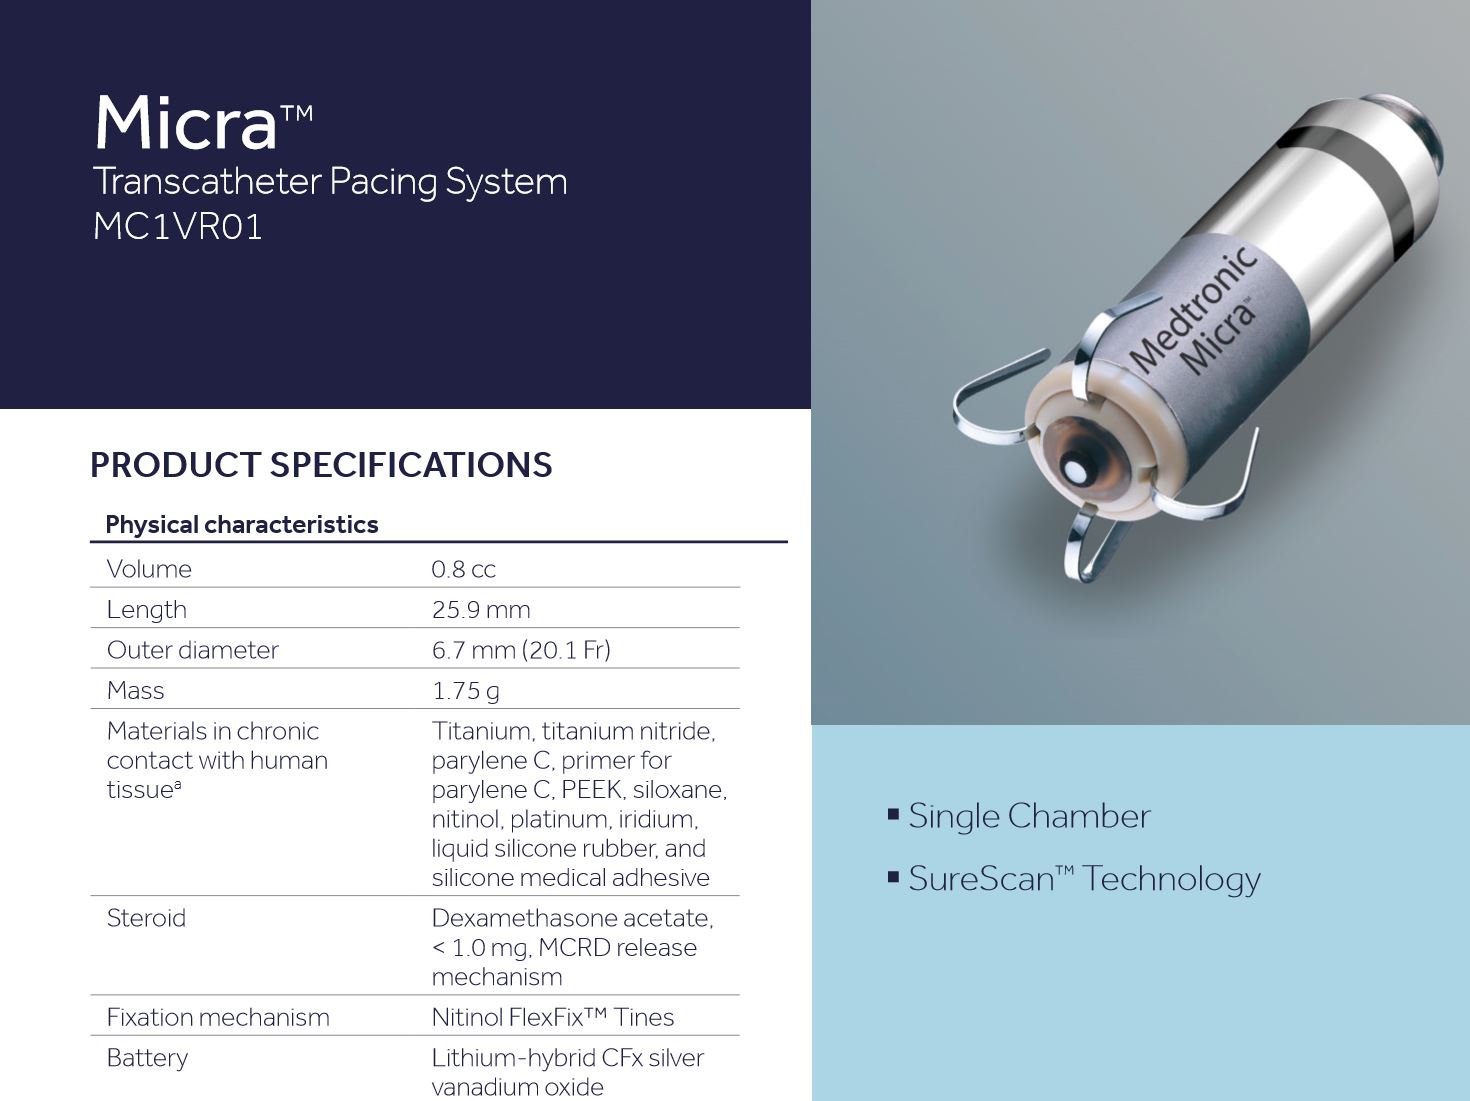 Micra™
Transcatheter Pacing System
MC1VR01
PRODUCT SPECIFICATIONS
Physical characteristics
Volume 0.8 cc
Length 25.9 mm
Outer diameter 6.7 mm (20.1 Fr)
Mass 1.75 g
Materials in chronic Titanium, titanium nitride,
contact with human parylene C, primer for
tissueª parylene C, PEEK, siloxane,
nitinol, platinum, iridium,
liquid silicone rubber, and
silicone medical adhesive
Steroid Dexamethasone acetate,
< 1.0 mg, MCRD release
mechanism
Fixation mechanism Nitinol FlexFix™ Tines
Battery Lithium-hybrid CFx silver
vanadium oxide
Medtronic
Micra™
▪ Single Chamber
▪ SureScan™ Technology